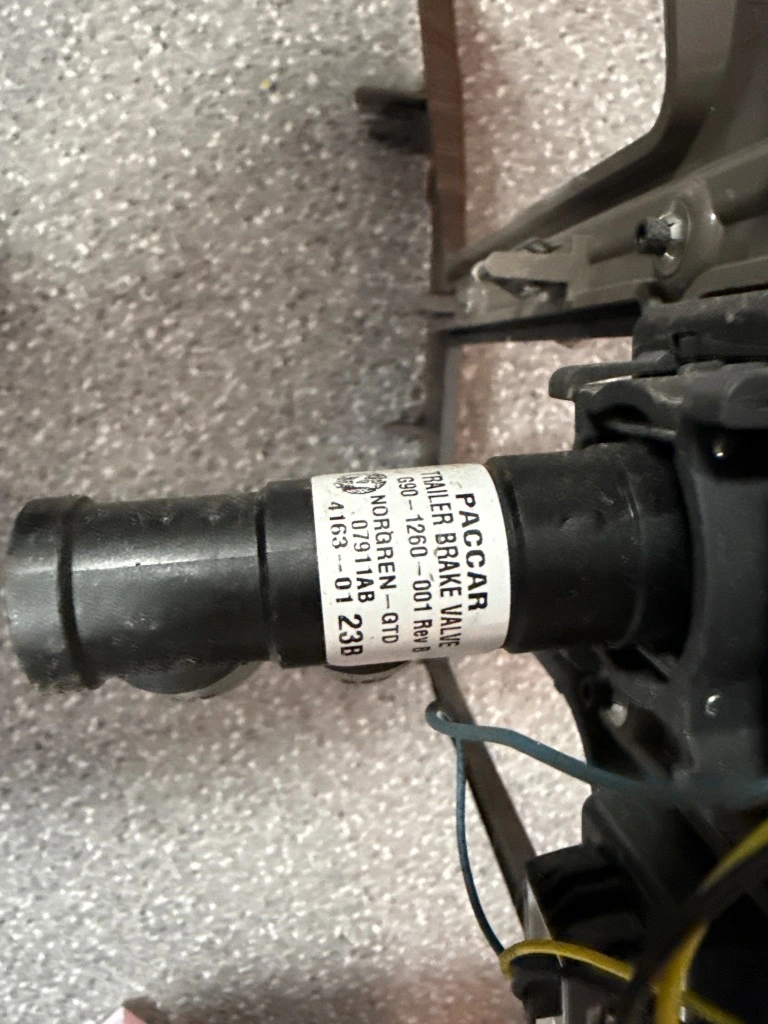 PACCAR
TRAILER BRAKE VALVE
G90-1260-001 Rev B
NORGREN-GTD
07911AB
4163-01 23B